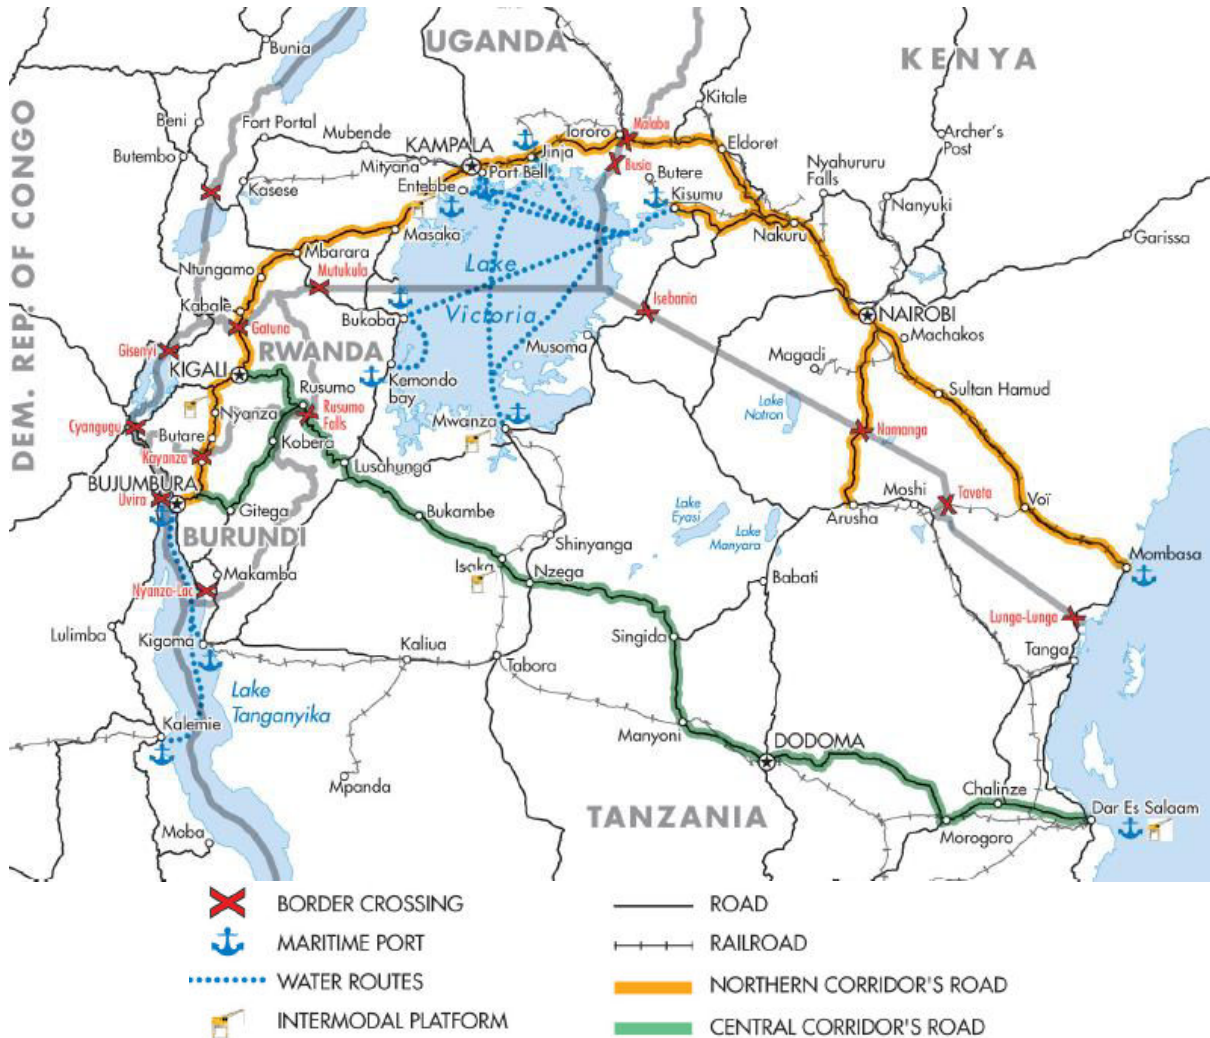 UGANDA
KENYA
DEM. REP. OF CONGO
Bunia
Kitale
Beni
Fort Portal
Mubende
KAMPALA
Tororo
Malaba
Eldoret
Archer's
Post
Butembo
Mityana
Jinja
Port Bell
Busia
Butere
Nyahururu
Falls
Kasese
Entebbe
Kisumu
Nanyuki
Masaka
Nakuru
Garissa
Mbarara
Ntungamo
Mutukula
Lake
Victoria
Isebania
Kabale
Gatuna
Bukoba
NAIROBI
Machakos
Gisenyi
RWANDA
Musoma
Magadi
KIGALI
Rusumo
Kemondo
bay
Sultan Hamud
Lake
Natron
Nyanza
Rusumo
Falls
Mwanza
Cyangugu
Butare
Kobera
Namanga
Kayanza
Lusahunga
BUJUMBURA
Uvira
Gitega
Bukambe
Lake
Eyasi
Lake
Manyara
Arusha
Moshi
Taveta
Voï
BURUNDI
Shinyanga
Isaka
Nzega
Babati
Mombasa
Makamba
Nyanza-Lac
Lunga-Lunga
Lulimba
Kigoma
Kaliua
Tabora
Singida
Tanga
Lake
Tanganyika
Kalemie
Manyoni
DODOMA
Mpanda
TANZANIA
Chalinze
Dar Es Salaam
Moba
Morogoro
BORDER CROSSING
MARITIME PORT
WATER ROUTES
INTERMODAL PLATFORM
ROAD
RAILROAD
NORTHERN CORRIDOR'S ROAD
CENTRAL CORRIDOR'S ROAD